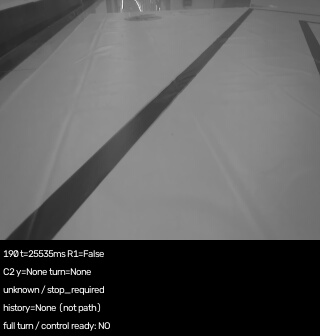 190 t=25535ms R1=False
C2 y=None turn=None
unknown / stop_required
history=None (not path)
full turn / control ready: NO